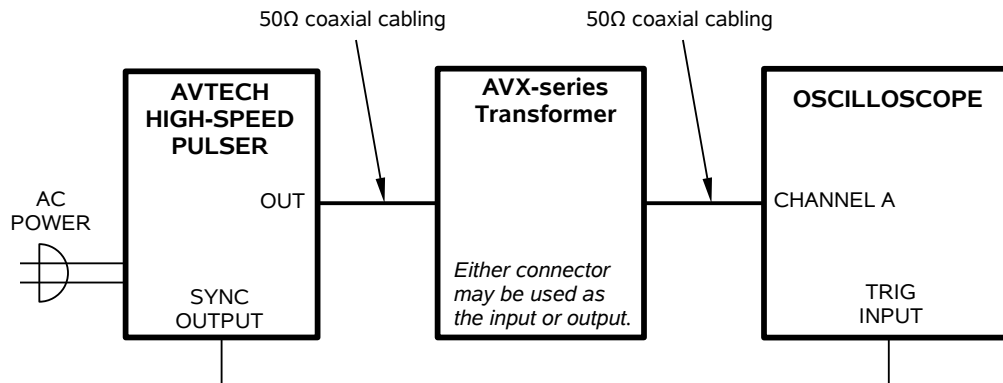 50Ω coaxial cabling
50Ω coaxial cabling
AVTECH
HIGH-SPEED
PULSER
AVX-series
Transformer
OSCILLOSCOPE
AC
POWER
OUT
CHANNEL A
Either connector
may be used as
the input or output.
SYNC
OUTPUT
TRIG
INPUT